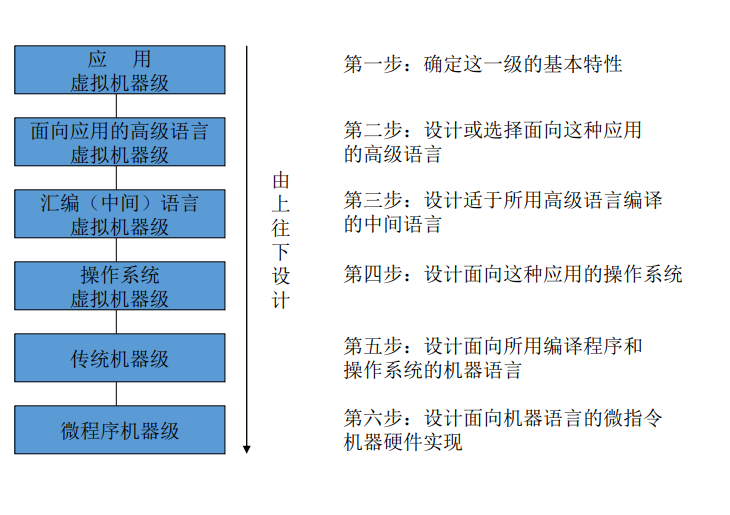 应 用
虚拟机器级
面向应用的高级语言
虚拟机器级
汇编（中间）语言
虚拟机器级
操作系统
虚拟机器级
传统机器级
微程序机器级
由
上
往
下
设
计
第一步：确定这一级的基本特性
第二步：设计或选择面向这种应用
的高级语言
第三步：设计适于所用高级语言编译
的中间语言
第四步：设计面向这种应用的操作系统
第五步：设计面向所用编译程序和
操作系统的机器语言
第六步：设计面向机器语言的微指令
机器硬件实现